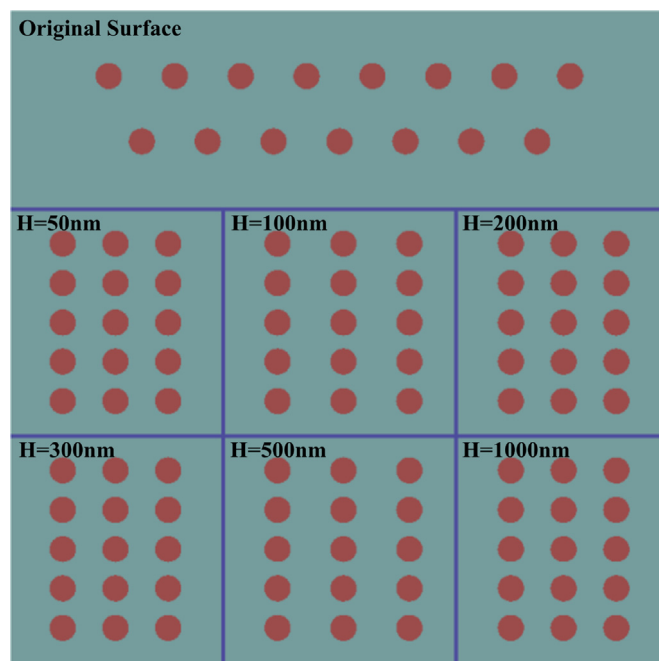 Original Surface
H=50nm
H=100nm
H=200nm
H=300nm
H=500nm
H=1000nm